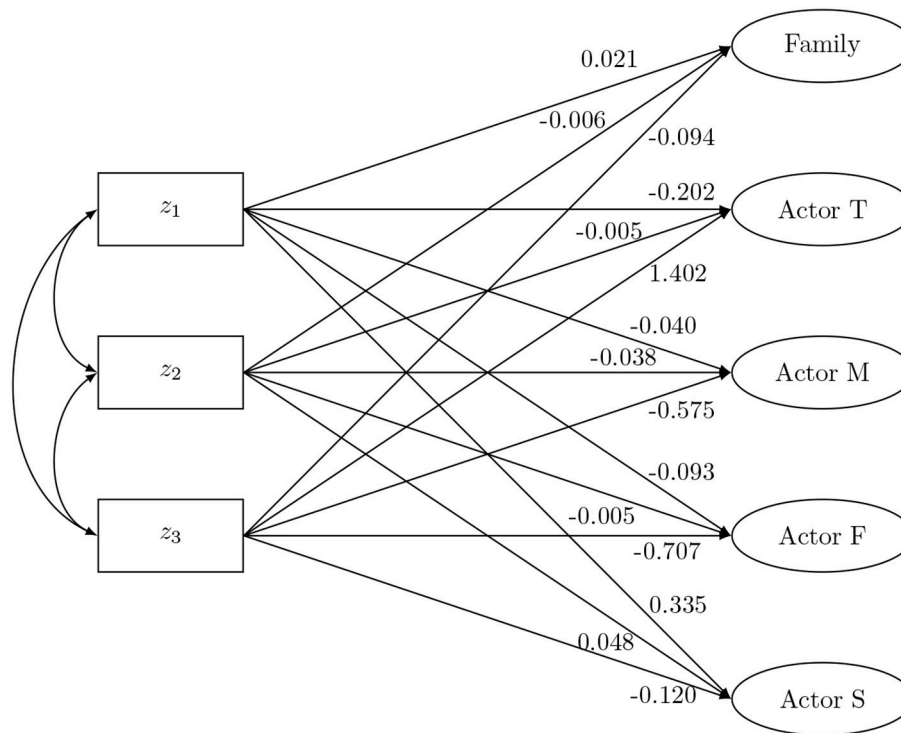 Family
0.021
-0.006
-0.094
z1
-0.202
Actor T
-0.005
1.402
-0.040
z2
-0.038
Actor M
-0.575
-0.093
-0.005
z3
Actor F
-0.707
0.335
0.048
-0.120
Actor S